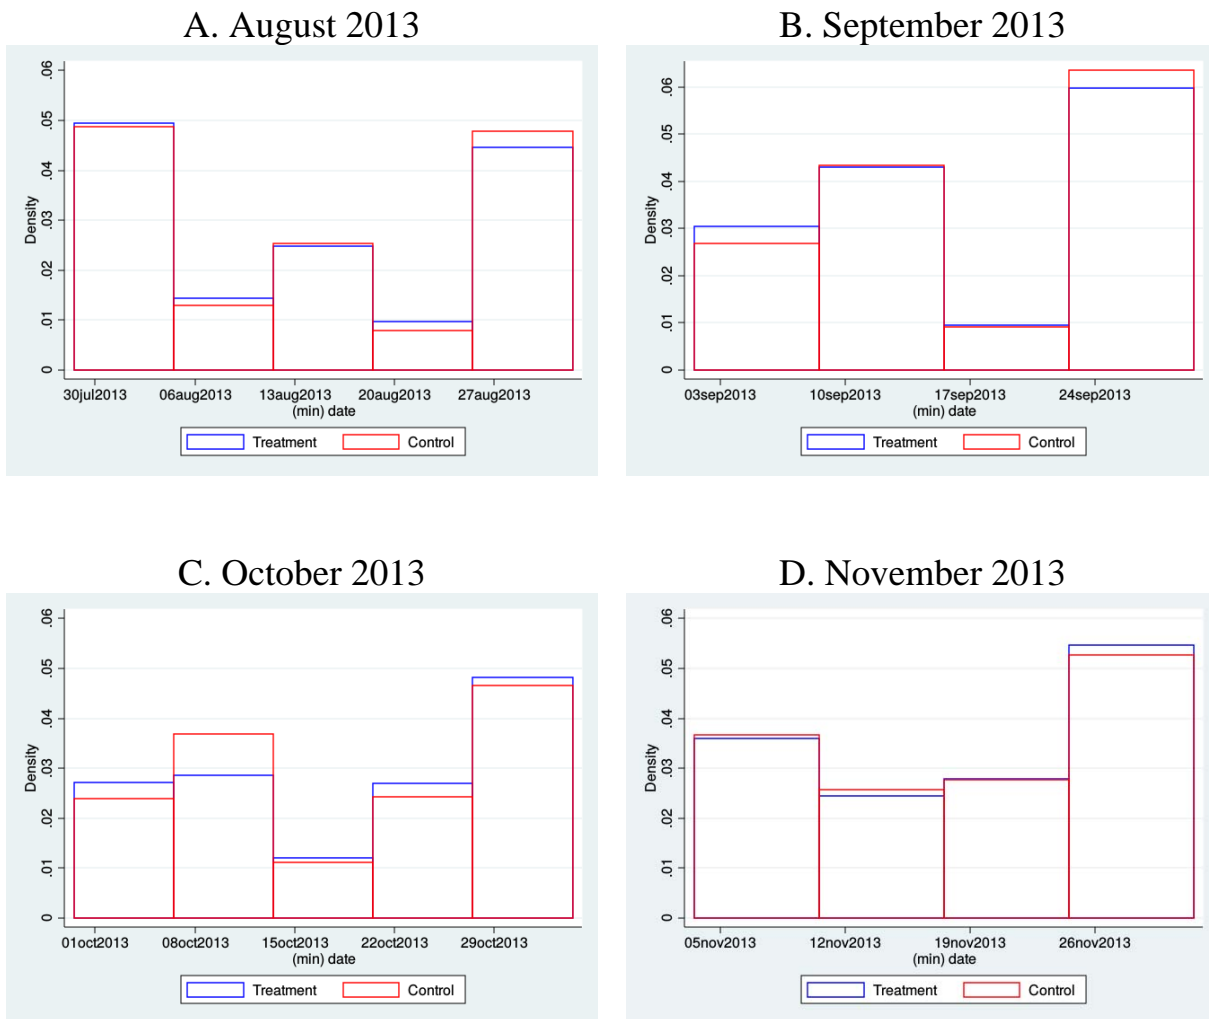 A. August 2013
Density
0 .01 .02 .03 .04 .05 .06
30jul2013 06aug2013 13aug2013 20aug2013 27aug2013
(min) date
Treatment Control
B. September 2013
Density
0 .01 .02 .03 .04 .05 .06
03sep2013 10sep2013 17sep2013 24sep2013
(min) date
Treatment Control
C. October 2013
Density
0 .01 .02 .03 .04 .05 .06
01oct2013 08oct2013 15oct2013 22oct2013 29oct2013
(min) date
Treatment Control
D. November 2013
Density
0 .01 .02 .03 .04 .05 .06
05nov2013 12nov2013 19nov2013 26nov2013
(min) date
Treatment Control